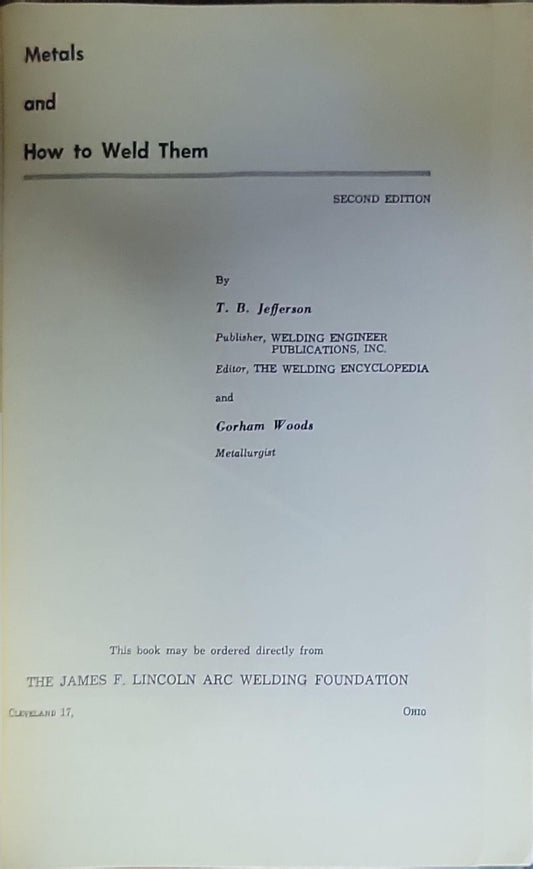 Metals
and
How to Weld Them
SECOND EDITION
By
T. B. Jefferson
Publisher, WELDING ENGINEER
PUBLICATIONS, INC.
Editor, THE WELDING ENCYCLOPEDIA
and
Gorham Woods
Metallurgist
This book may be ordered directly from
THE JAMES F. LINCOLN ARC WELDING FOUNDATION
CLEVELAND 17, OHIO